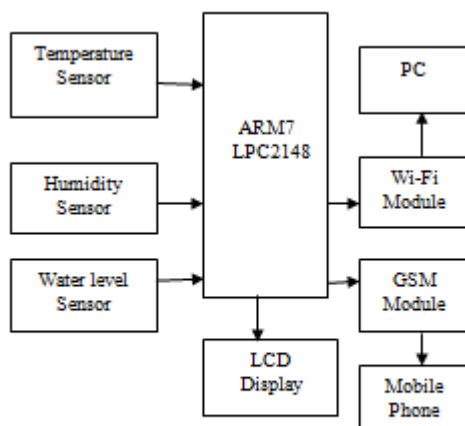 Temperature
Sensor
Humidity
Sensor
Water level
Sensor
ARM7
LPC2148
LCD
Display
PC
Wi-Fi
Module
GSM
Module
Mobile
Phone